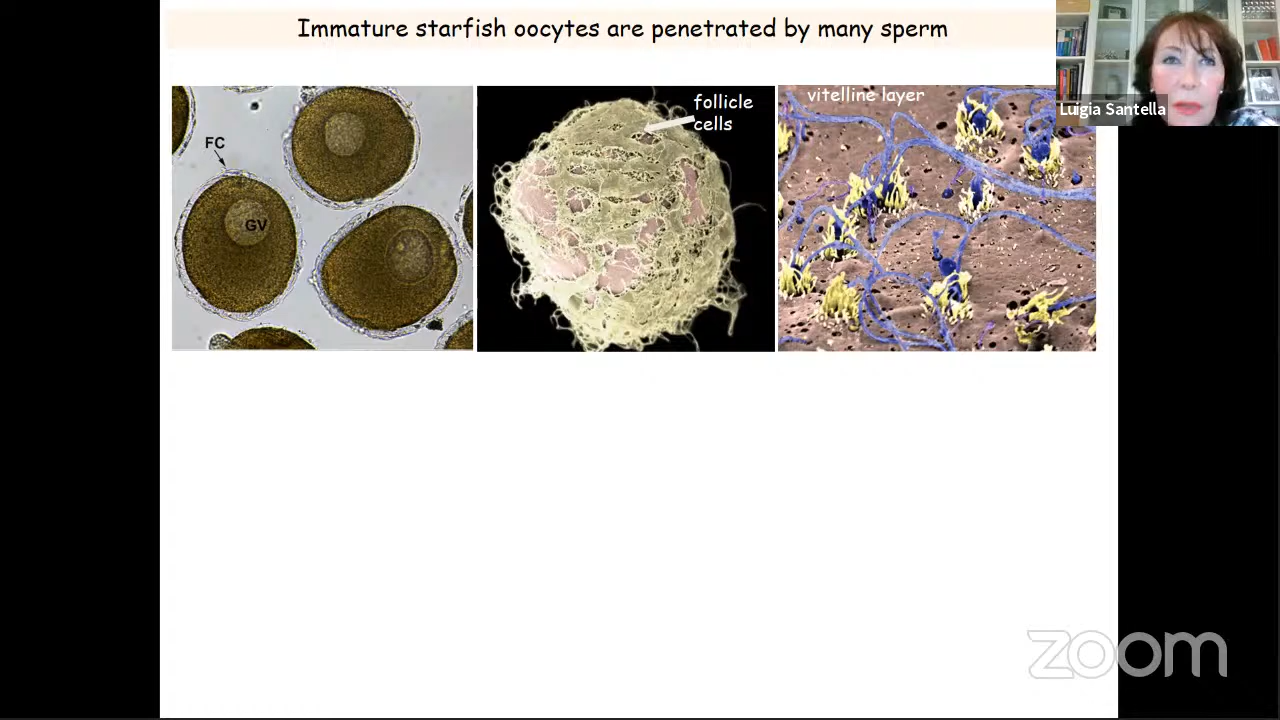 Immature starfish oocytes are penetrated by many sperm
Luigia Santella
FC
GV
follicle
cells
vitelline layer
zoom